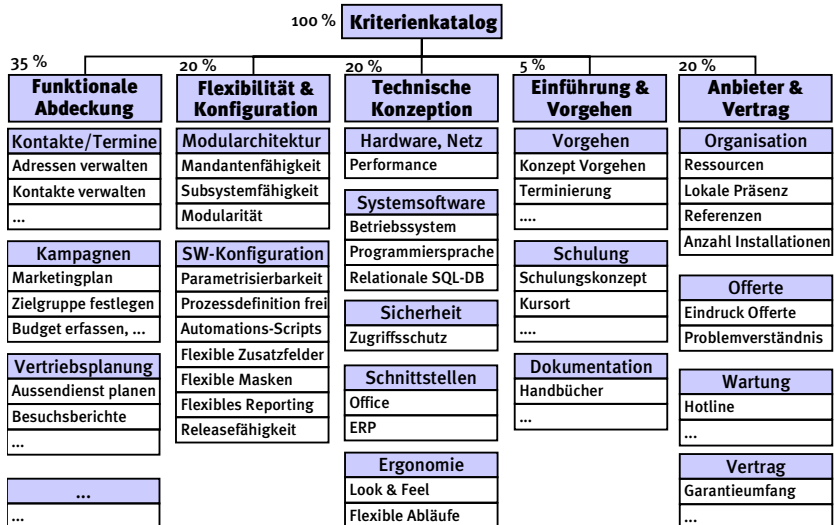 100 %
Kriterienkatalog
35 %
Funktionale
Abdeckung
Kontakte/Termine
Adressen verwalten
Kontakte verwalten
...
Kampagnen
Marketingplan
Zielgruppe festlegen
Budget erfassen, ...
Vertriebsplanung
Aussendienst planen
Besuchsberichte
...
...
...
20 %
Flexibilität &
Konfiguration
Modularchitektur
Mandantenfähigkeit
Subsystemfähigkeit
Modularität
SW-Konfiguration
Parametrisierbarkeit
Prozessdefinition frei
Automations-Scripts
Flexible Zusatzfelder
Flexible Masken
Flexibles Reporting
Releasefähigkeit
20 %
Technische
Konzeption
Hardware, Netz
Performance
Systemsoftware
Betriebssystem
Programmiersprache
Relationale SQL-DB
Sicherheit
Zugriffsschutz
Schnittstellen
Office
ERP
Ergonomie
Look & Feel
Flexible Abläufe
5 %
Einführung &
Vorgehen
Vorgehen
Konzept Vorgehen
Terminierung
....
Schulung
Schulungskonzept
Kursort
....
Dokumentation
Handbücher
...
20 %
Anbieter &
Vertrag
Organisation
Ressourcen
Lokale Präsenz
Referenzen
Anzahl Installationen
Offerte
Eindruck Offerte
Problemverständnis
Wartung
Hotline
...
Vertrag
Garantieumfang
...